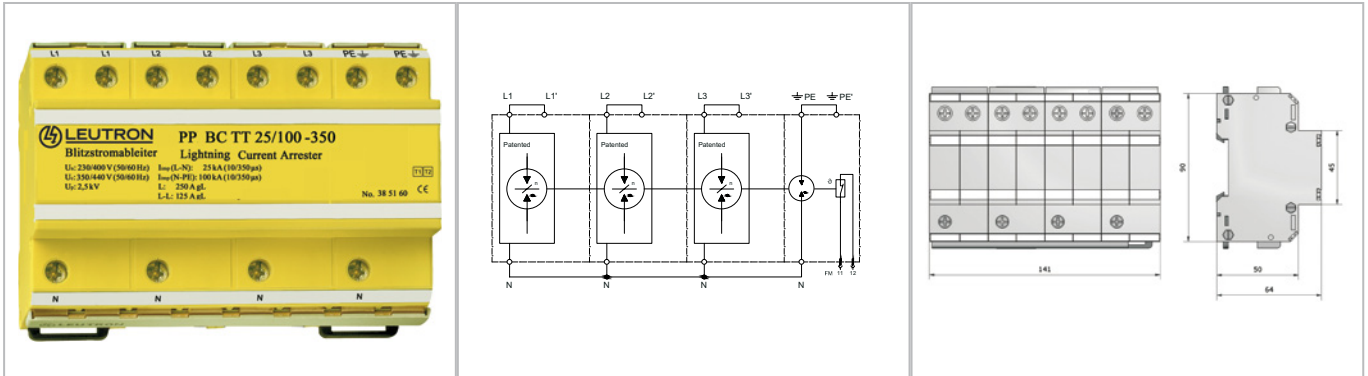 L1 L1 L2 L2 L3 L3 PE PE
LEUTRON PP BC TT 25/100 -350
Blitzstromableiter Lightning Current Arrester
Uₙ: 230/400 V (50/60 Hz) Iimp (L-N): 25 kA (10/350 µs)
U꜀: 350/440 V (50/60 Hz) Iimp (N-PE): 100 kA (10/350 µs)
Uₚ: 2,5 kV L: 250 A gL T1 T2
L-L: 125 A gL No. 38 51 60 CE
N N N N
LEUTRON
L1 L1' L2 L2' L3 L3' PE PE'
Patented Patented Patented
n n n
FM 11 12
N N N N
90
141
45
50
64